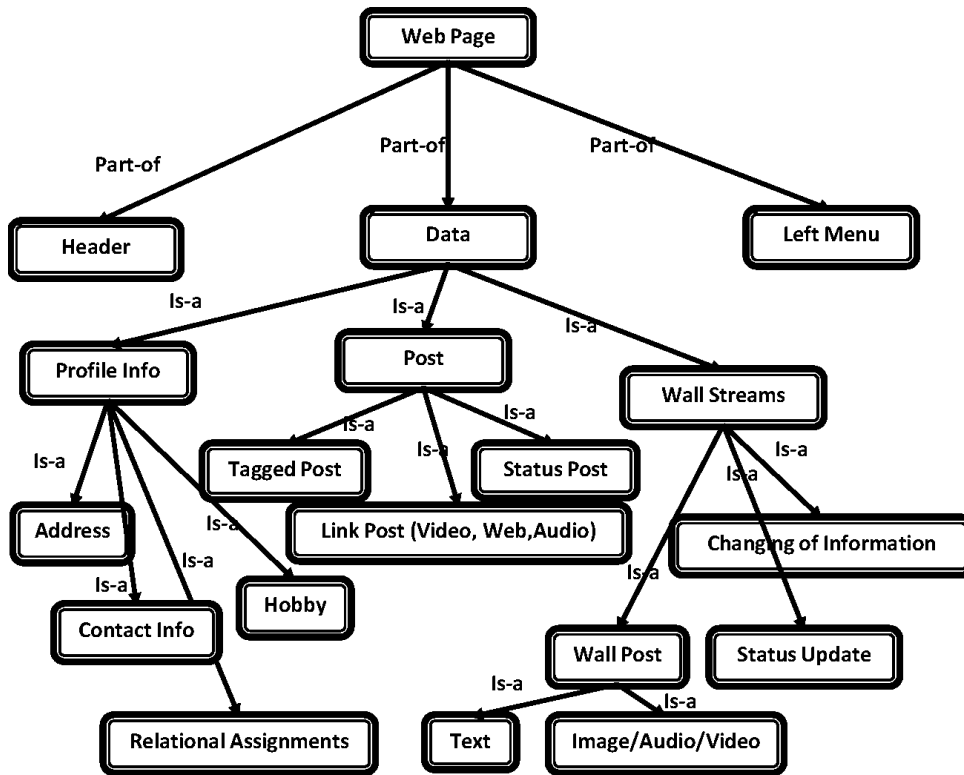 Web Page
Part-of
Part-of
Part-of
Header
Data
Left Menu
Is-a
Is-a
Is-a
Profile Info
Post
Wall Streams
Is-a
Is-a
Is-a
Is-a
Is-a
Is-a
Tagged Post
Status Post
Address
Is-a
Link Post (Video, Web,Audio)
Changing of Information
Is-a
Is-a
Is-a
Hobby
Contact Info
Wall Post
Status Update
Is-a
Is-a
Relational Assignments
Text
Image/Audio/Video